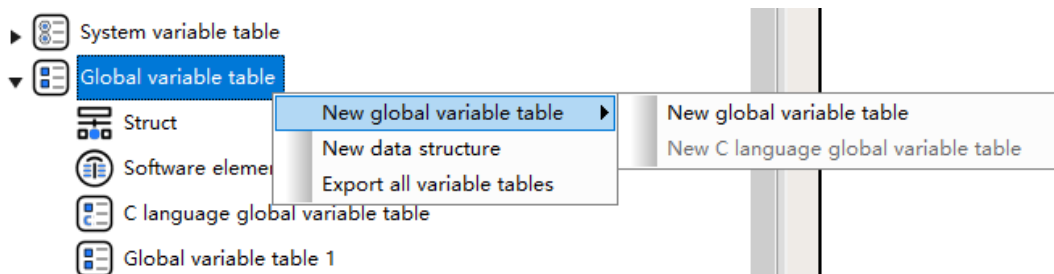 System variable table
Global variable table
New global variable table
New global variable table
Struct
New data structure
New C language global variable table
Software
Export all variable tables
C language global variable table
Global variable table 1